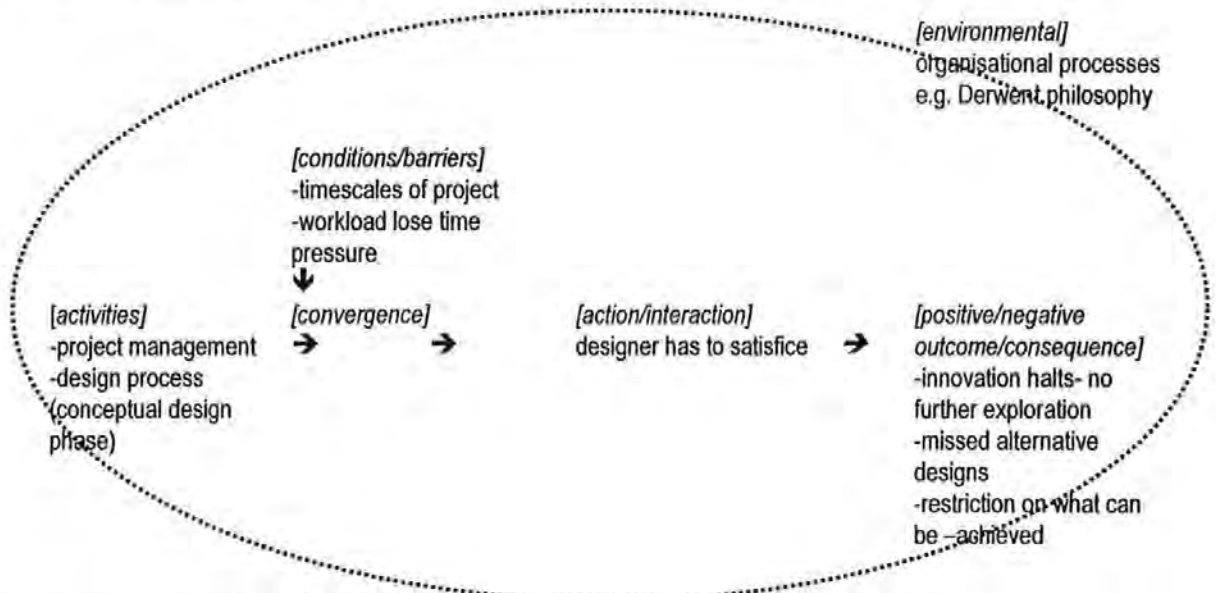 [environmental]
organisational processes
e.g. Derwent philosophy
[conditions/barriers]
-timescales of project
-workload lose time
pressure
[activities]
-project management
-design process
(conceptual design
phase)
[convergence]
[action/interaction]
designer has to satisfice
[positive/negative
outcome/consequence]
-innovation halts- no
further exploration
-missed alternative
designs
-restriction on what can
be –achieved